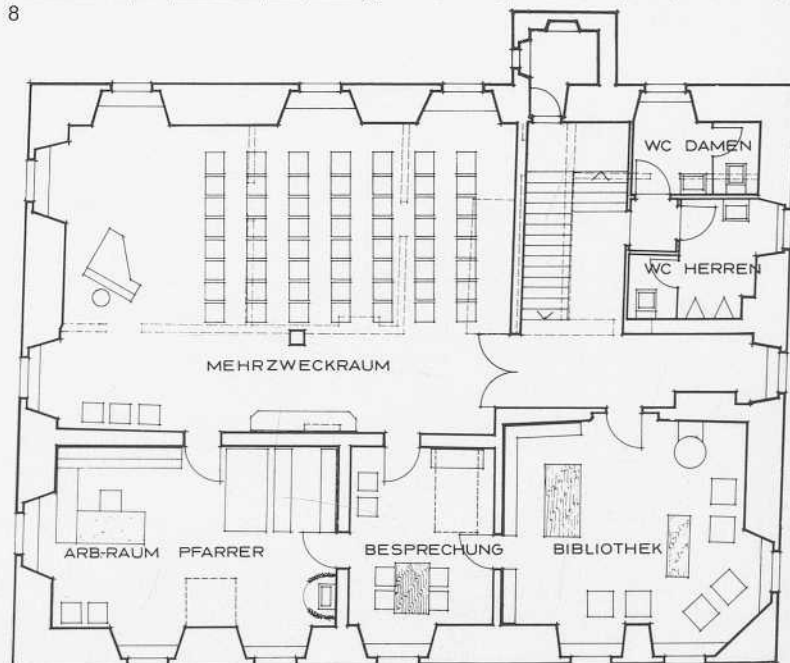 8
WC DAMEN
WC HERREN
MEHRZWECKRAUM
ARB-RAUM PFARRER
BESPRECHUNG
BIBLIOTHEK